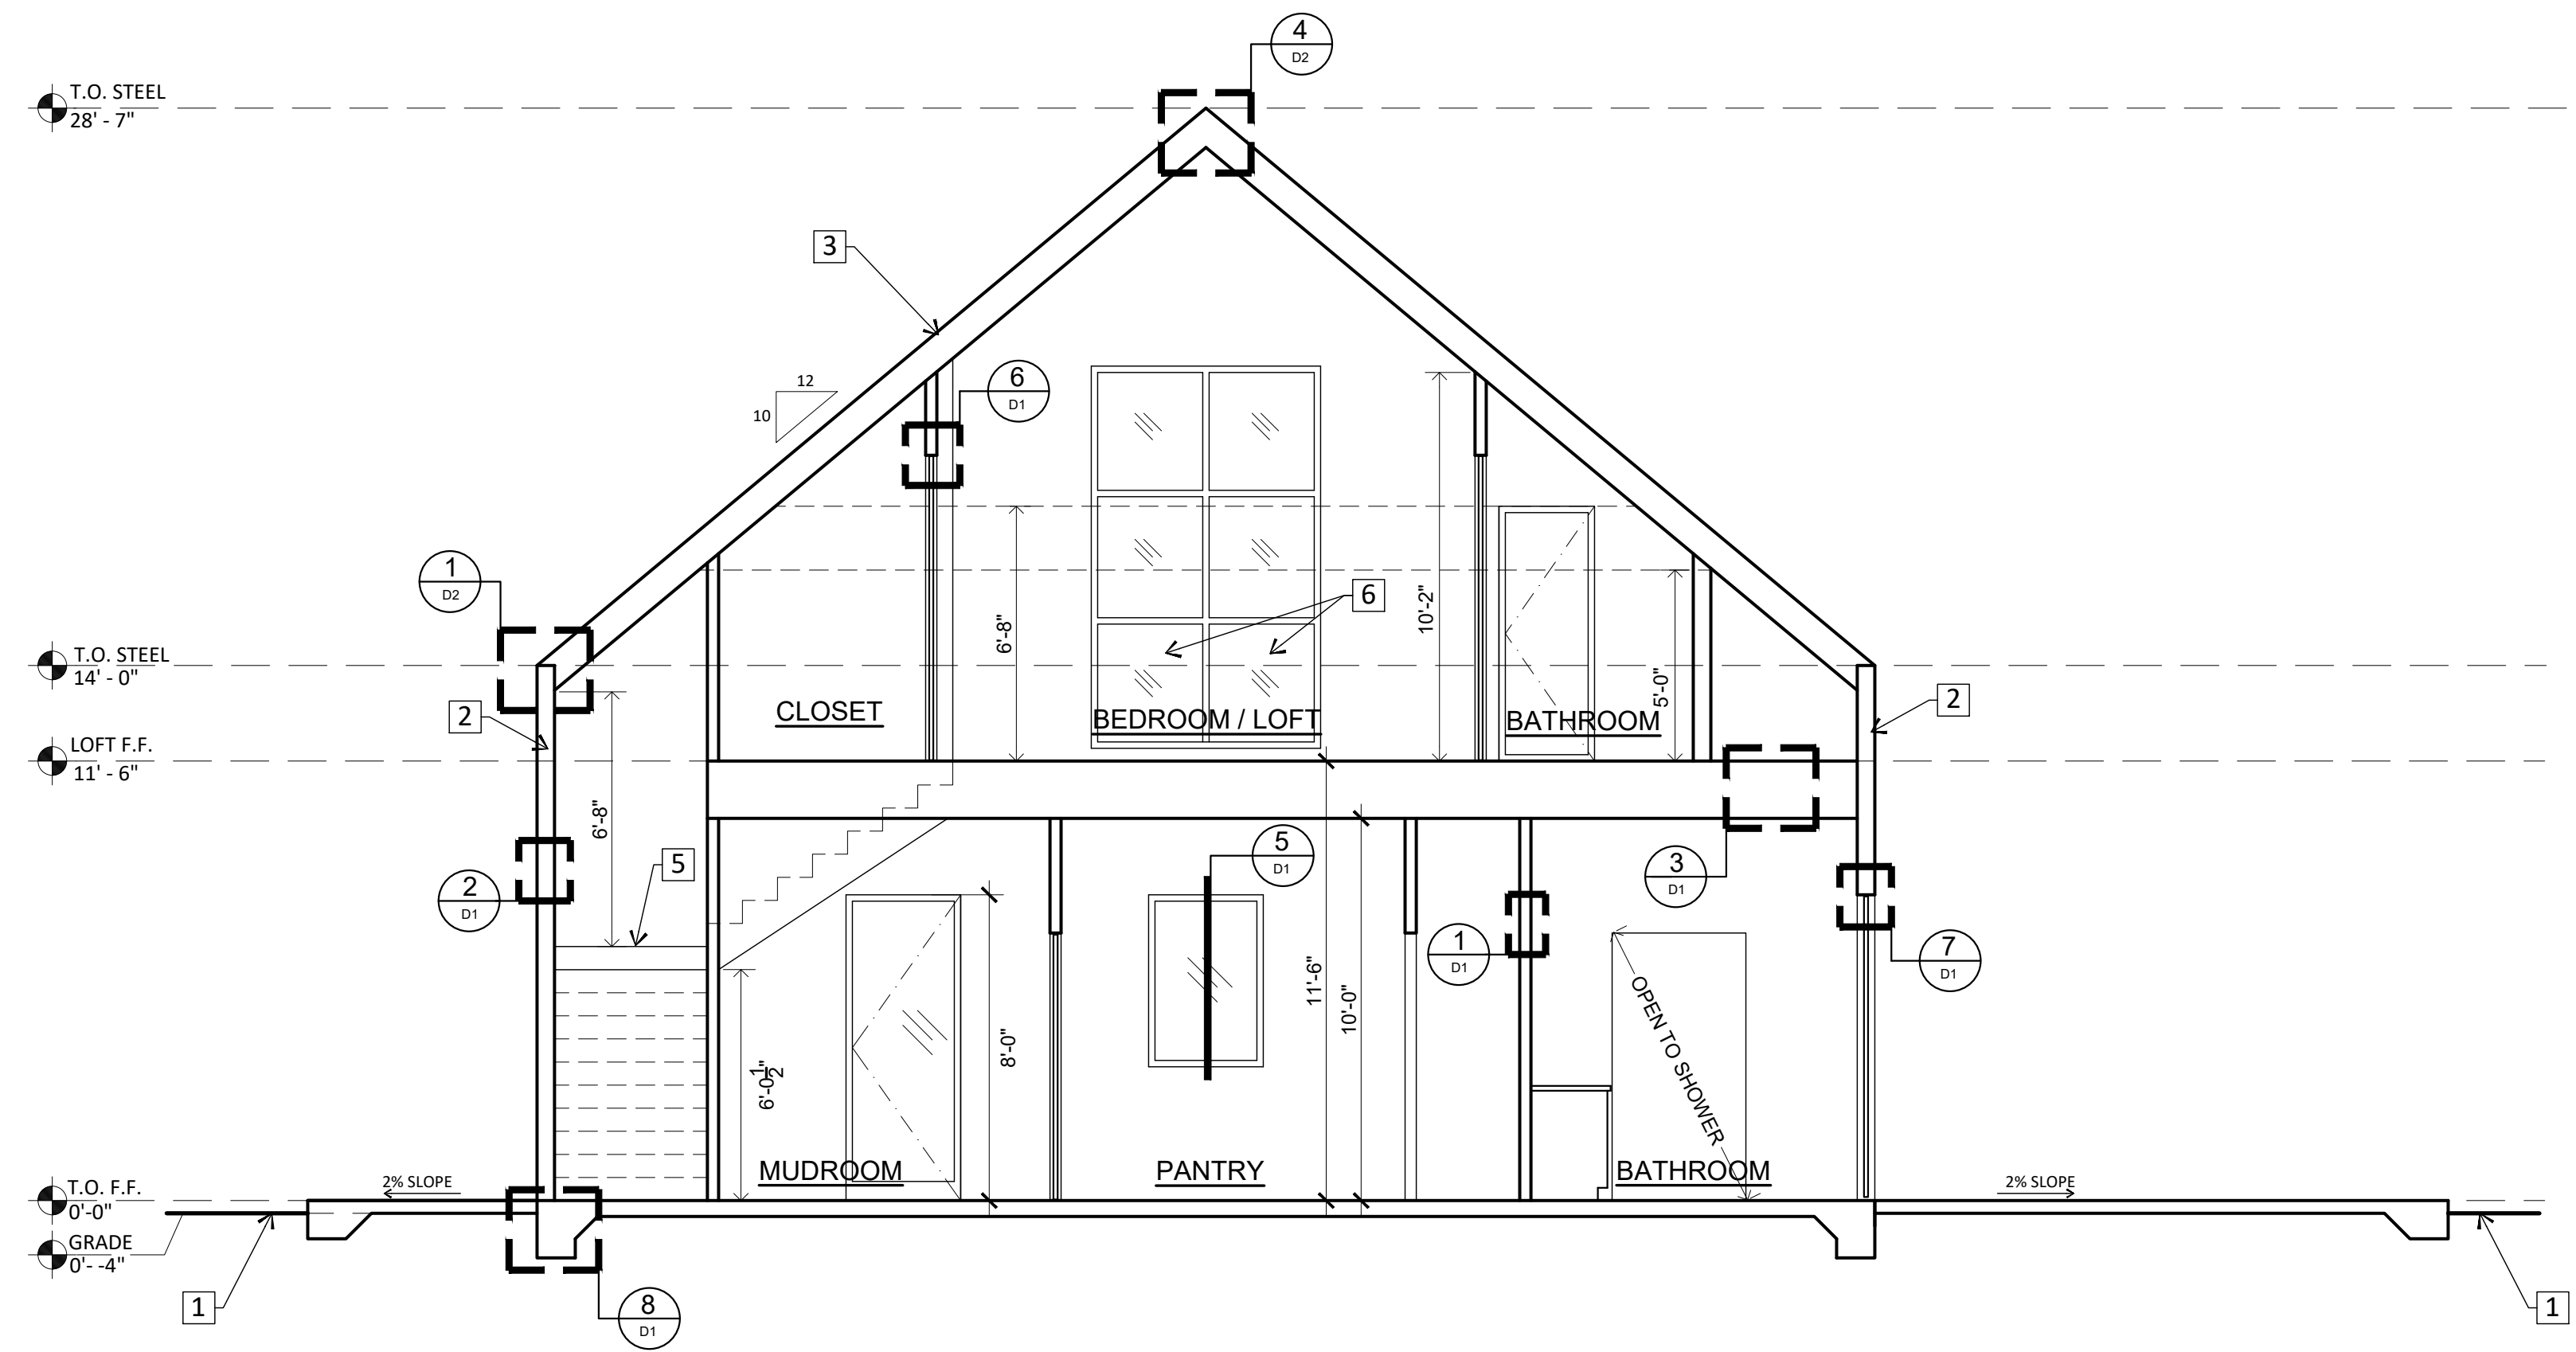 4
D2
T.O. STEEL
28' - 7"
3
12
10
6
D1
1
D2
6
6'-8"
10'-2"
5'-0"
T.O. STEEL
14' - 0"
2
2
CLOSET
BEDROOM / LOFT
BATHROOM
LOFT F.F.
11' - 6"
6'-8"
5
5
D1
3
D1
2
D1
1
D1
7
D1
11'-6"
10'-0"
8'-0"
6'-0 1/2"
OPEN TO SHOWER
MUDROOM
PANTRY
BATHROOM
2% SLOPE
2% SLOPE
T.O. F.F.
0'-0"
GRADE
0'- -4"
1
8
D1
1